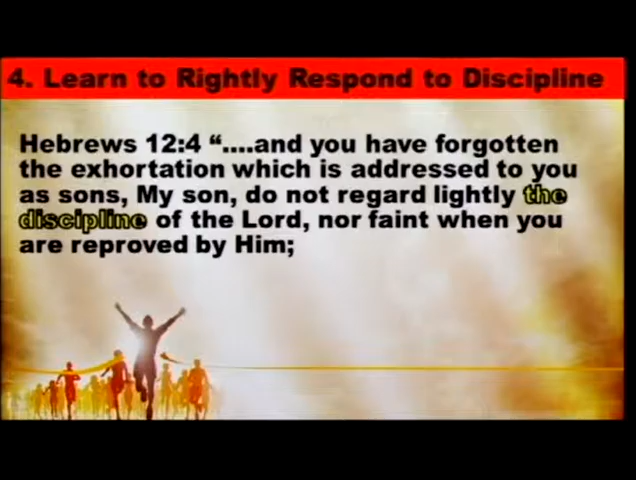 4. Learn to Rightly Respond to Discipline
Hebrews 12:4 “....and you have forgotten
the exhortation which is addressed to you
as sons, My son, do not regard lightly the
discipline of the Lord, nor faint when you
are reproved by Him;